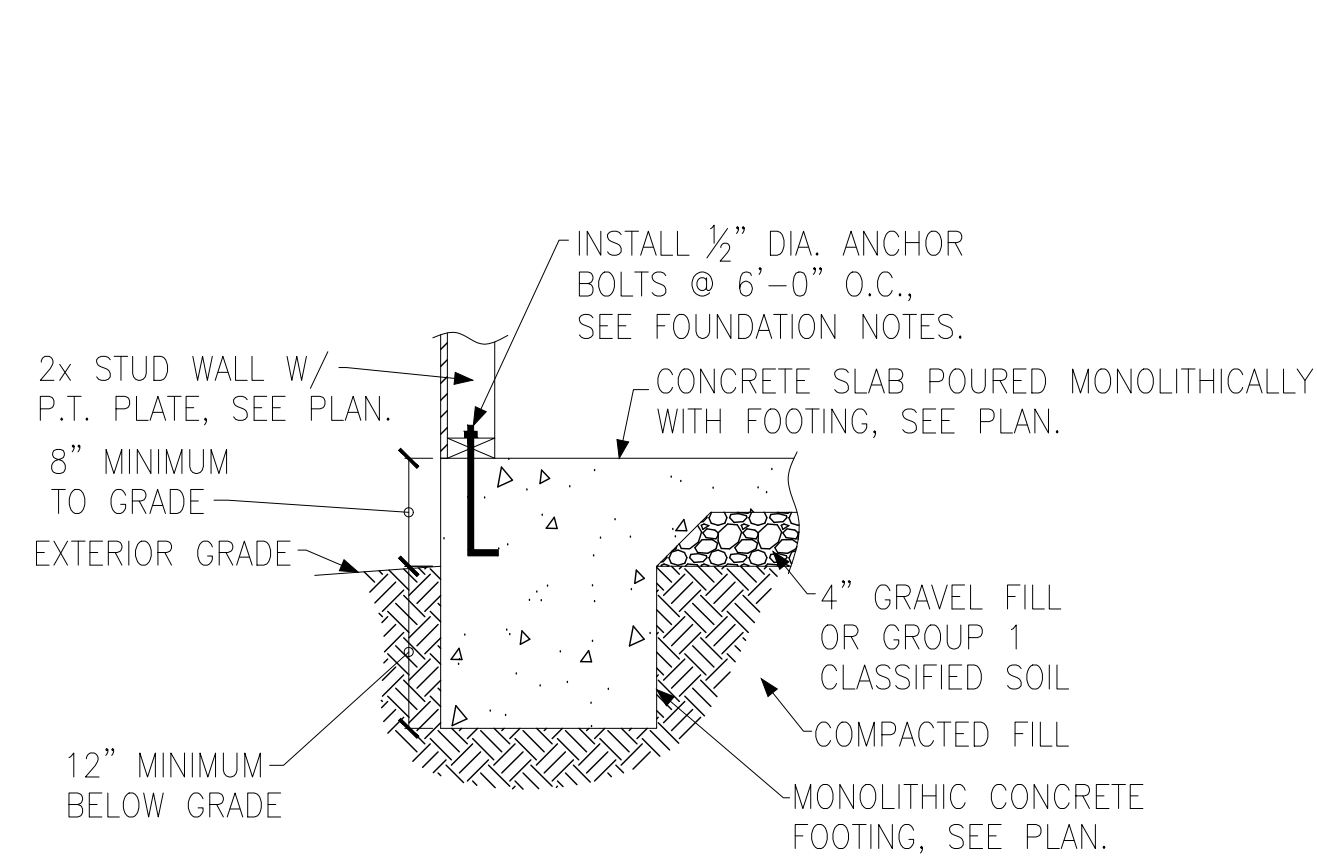 INSTALL ½" DIA. ANCHOR
BOLTS @ 6'-0" O.C.,
SEE FOUNDATION NOTES.
2x STUD WALL W/
P.T. PLATE, SEE PLAN.
CONCRETE SLAB POURED MONOLITHICALLY
WITH FOOTING, SEE PLAN.
8" MINIMUM
TO GRADE
EXTERIOR GRADE
4" GRAVEL FILL
OR GROUP 1
CLASSIFIED SOIL
COMPACTED FILL
12" MINIMUM
BELOW GRADE
MONOLITHIC CONCRETE
FOOTING, SEE PLAN.